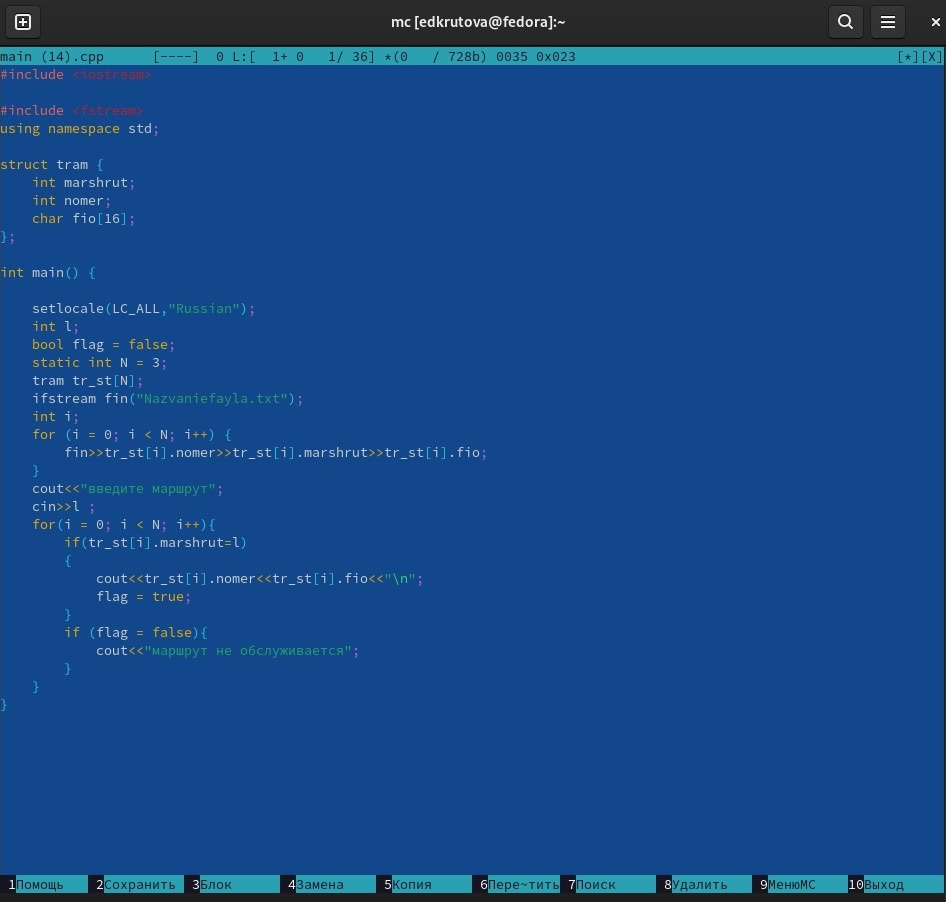 mc [edkrutova@fedora]:~
main (14).cpp      [----]  0 L:[  1+ 0   1/ 36] *(0   / 728b) 0035 0x023                                        [*][X]
#include <iostream>

#include <fstream>
using namespace std;

struct tram {
    int marshrut;
    int nomer;
    char fio[16];
};

int main() {

    setlocale(LC_ALL,"Russian");
    int l;
    bool flag = false;
    static int N = 3;
    tram tr_st[N];
    ifstream fin("Nazvaniefayla.txt");
    int i;
    for (i = 0; i < N; i++) {
        fin>>tr_st[i].nomer>>tr_st[i].marshrut>>tr_st[i].fio;
    }
    cout<<"введите маршрут";
    cin>>l ;
    for(i = 0; i < N; i++){
        if(tr_st[i].marshrut=l)
        {
            cout<<tr_st[i].nomer<<tr_st[i].fio<<"\n";
            flag = true;
        }
        if (flag = false){
            cout<<"маршрут не обслуживается";
        }
    }
}
1Помощь 2Сохранить 3Блок 4Замена 5Копия 6Пере~тить 7Поиск 8Удалить 9МенюMC 10Выход